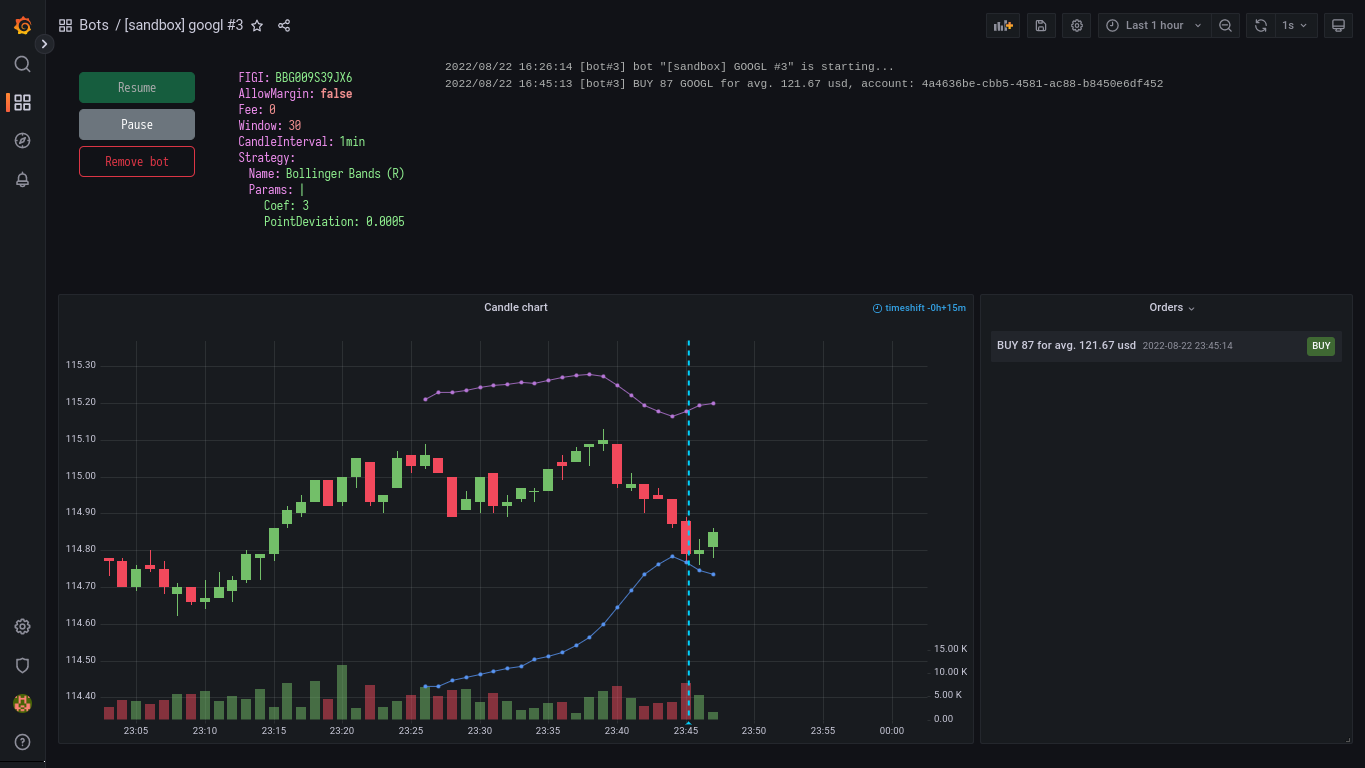 Bots / [sandbox] googl #3
Last 1 hour
1s
Resume
Pause
Remove bot
FIGI: BBG009S39JX6
AllowMargin: false
Fee: 0
Window: 30
CandleInterval: 1min
Strategy:
Name: Bollinger Bands (R)
Params: |
Coef: 3
PointDeviation: 0.0005
2022/08/22 16:26:14 [bot#3] bot "[sandbox] GOOGL #3" is starting...
2022/08/22 16:45:13 [bot#3] BUY 87 GOOGL for avg. 121.67 usd, account: 4a4636be-cbb5-4581-ac88-b8450e6df452
Candle chart
timeshift -0h+15m
115.30
115.20
115.10
115.00
114.90
114.80
114.70
114.60
114.50
114.40
15.00 K
10.00 K
5.00 K
0.00
23:05 23:10 23:15 23:20 23:25 23:30 23:35 23:40 23:45 23:50 23:55 00:00
Orders
BUY 87 for avg. 121.67 usd 2022-08-22 23:45:14 BUY